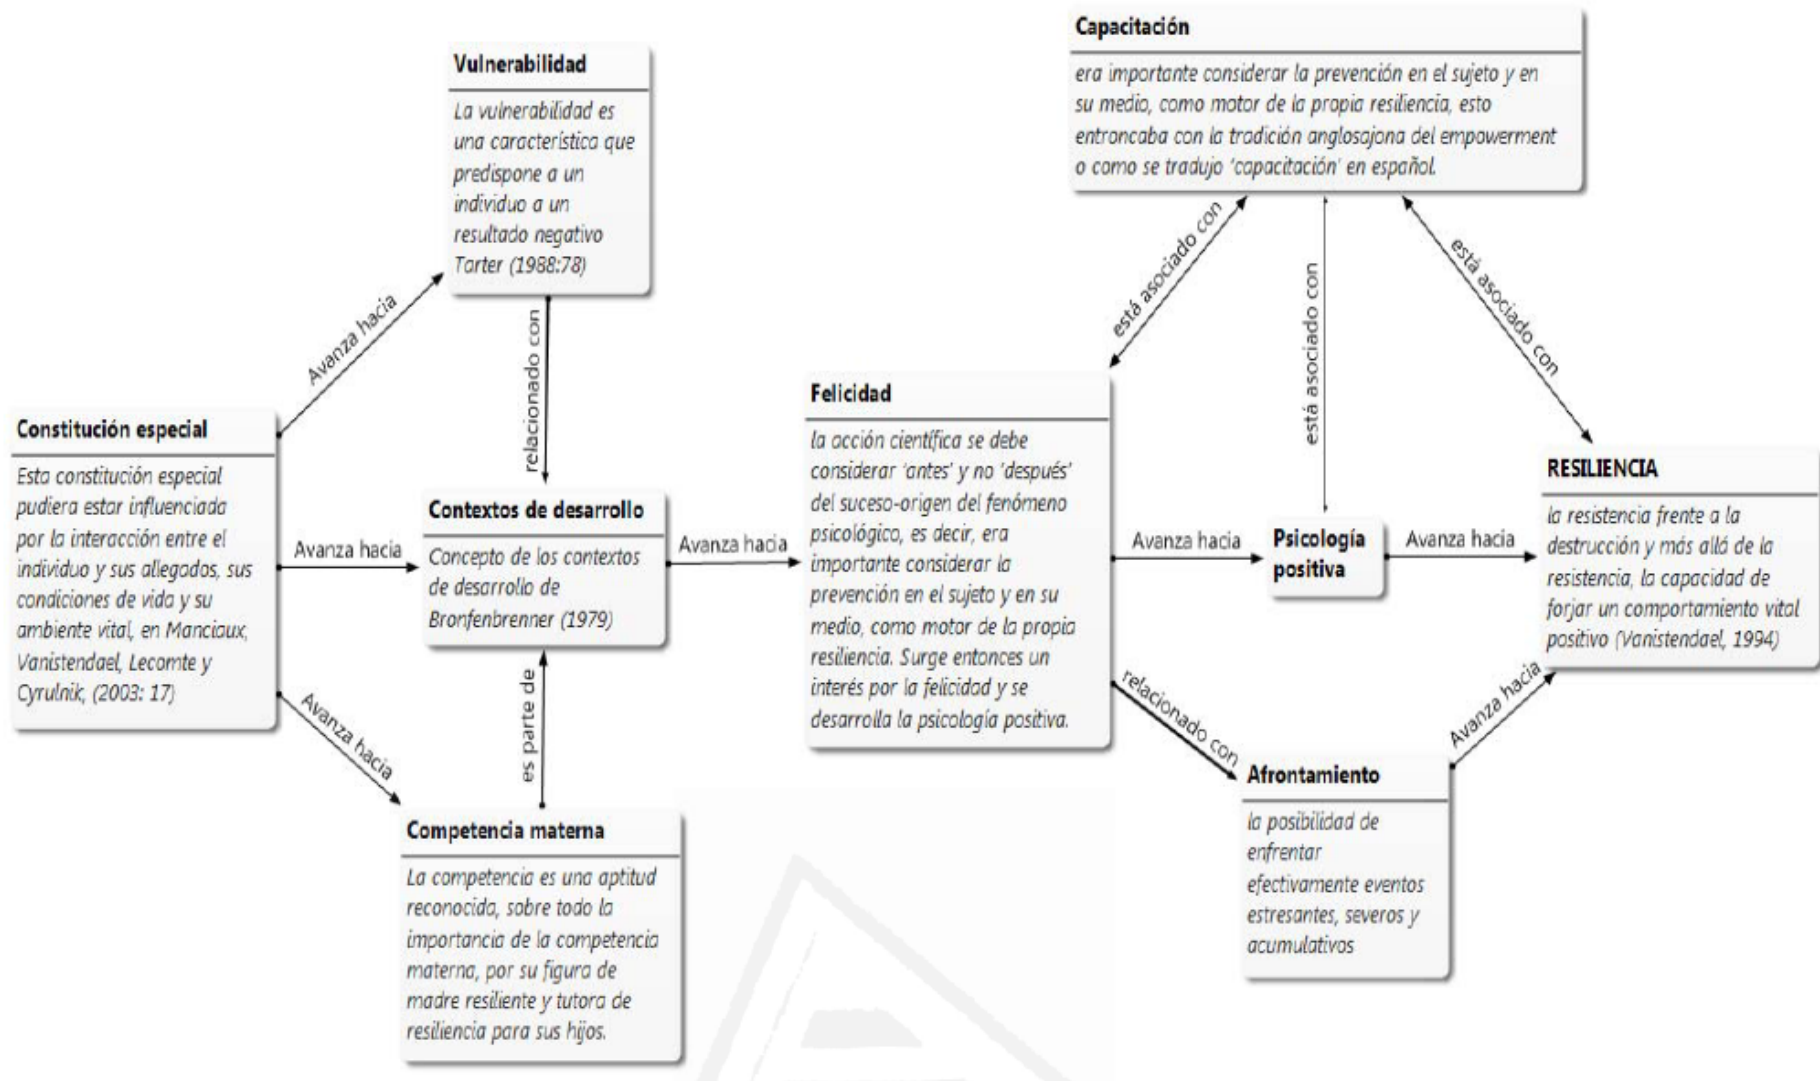 Capacitación
era importante considerar la prevención en el sujeto y en
su medio, como motor de la propia resiliencia, esto
entroncaba con la tradición anglosajona del empowerment
o como se tradujo 'capacitación' en español.
Vulnerabilidad
La vulnerabilidad es
una característica que
predispone a un
individuo a un
resultado negativo
Tarter (1988:78)
está asociado con
está asociado con
está asociado con
Avanza hacia
relacionado con
Constitución especial
Esta constitución especial
pudiera estar influenciada
por la interacción entre el
individuo y sus allegados, sus
condiciones de vida y su
ambiente vital, en Manciaux,
Vanistendael, Lecomte y
Cyrulnik, (2003: 17)
Avanza hacia
Contextos de desarrollo
Concepto de los contextos
de desarrollo de
Bronfenbrenner (1979)
Avanza hacia
Felicidad
la acción científica se debe
considerar 'antes' y no 'después'
del suceso-origen del fenómeno
psicológico, es decir, era
importante considerar la
prevención en el sujeto y en su
medio, como motor de la propia
resiliencia. Surge entonces un
interés por la felicidad y se
desarrolla la psicología positiva.
Avanza hacia
Psicología
positiva
Avanza hacia
RESILIENCIA
la resistencia frente a la
destrucción y más allá de la
resistencia, la capacidad de
forjar un comportamiento vital
positivo (Vanistendael, 1994)
Avanza hacia
es parte de
relacionado con
Avanza hacia
Competencia materna
La competencia es una aptitud
reconocida, sobre todo la
importancia de la competencia
materna, por su figura de
madre resiliente y tutora de
resiliencia para sus hijos.
Afrontamiento
la posibilidad de
enfrentar
efectivamente eventos
estresantes, severos y
acumulativos